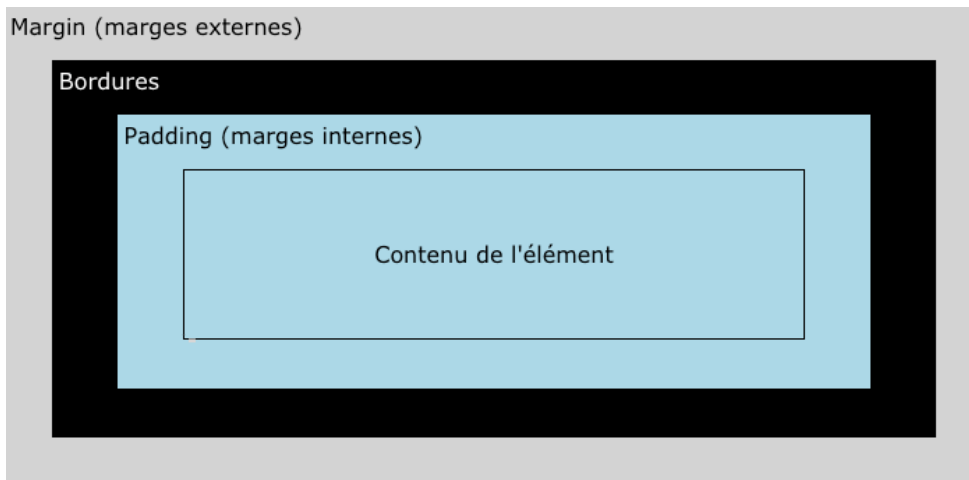 Margin (marges externes)
Bordures
Padding (marges internes)
Contenu de l'élément